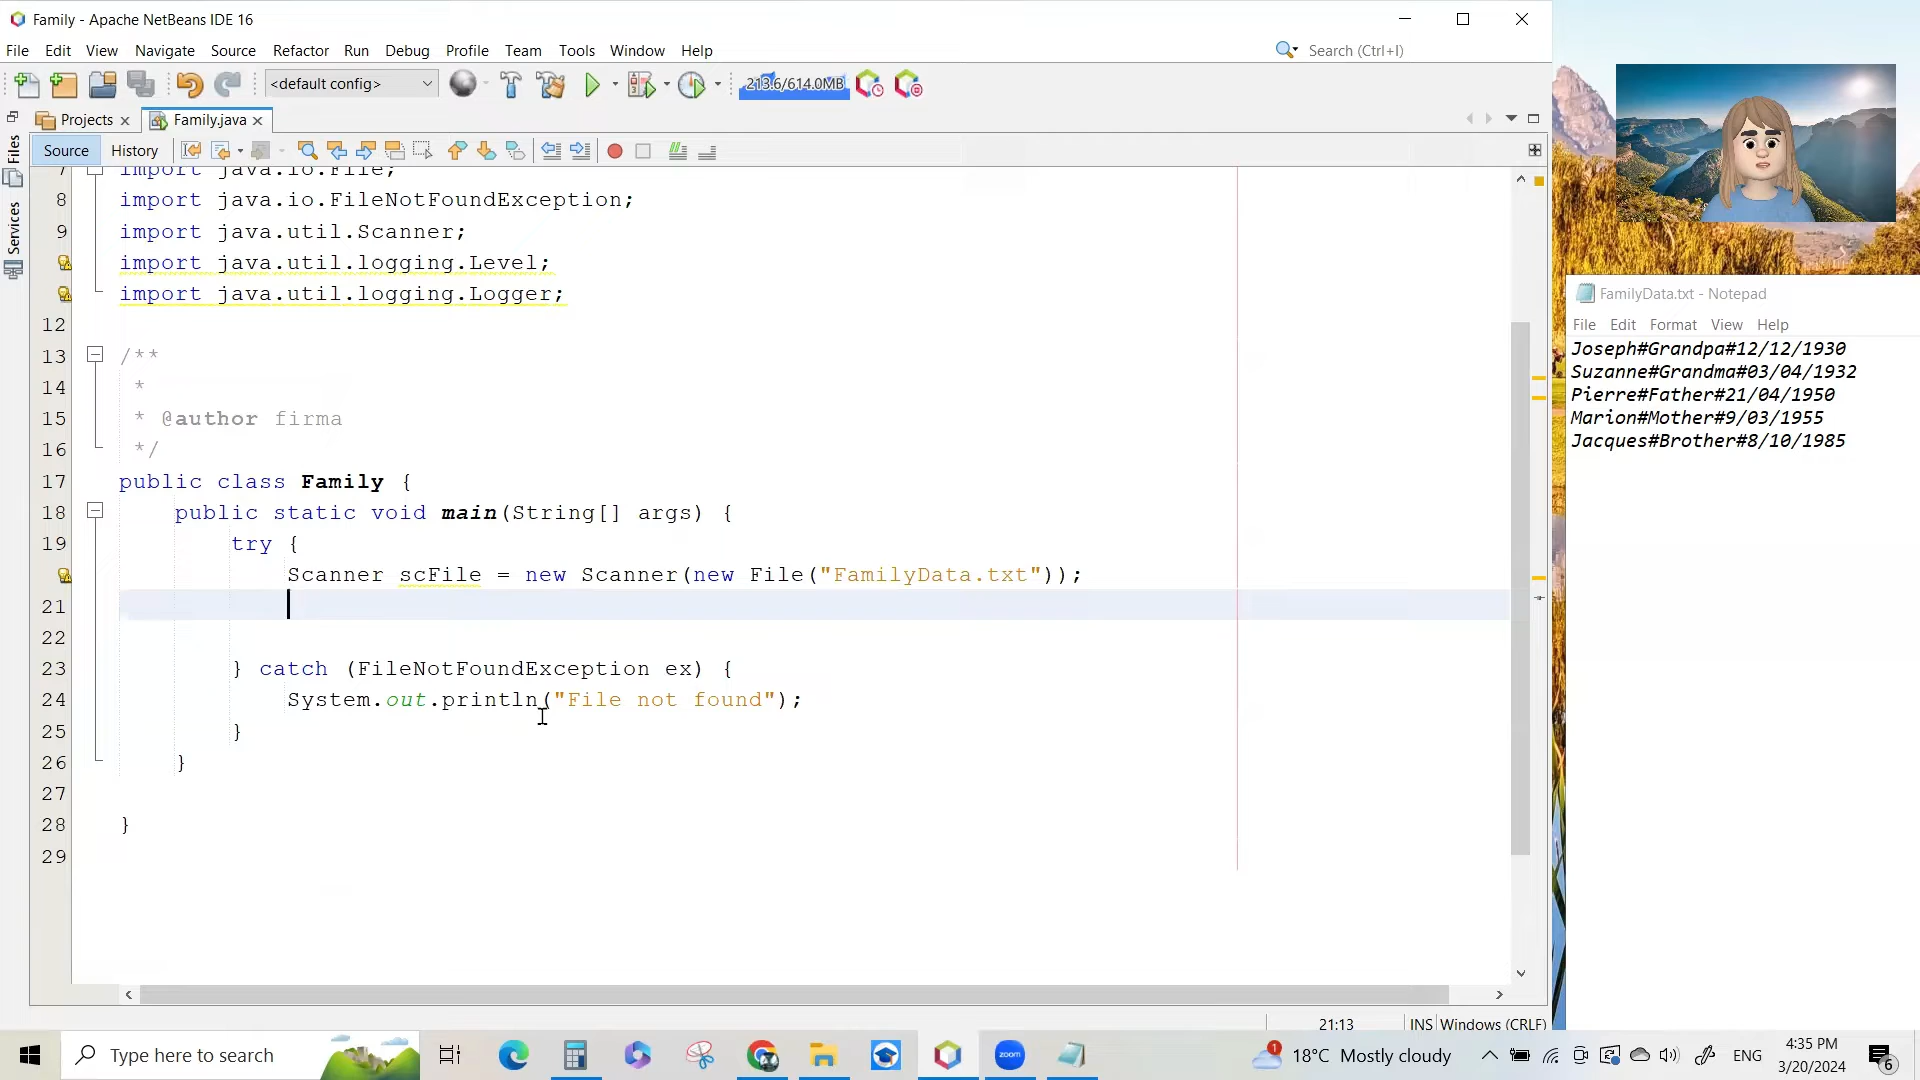 Family - Apache NetBeans IDE 16
File Edit View Navigate Source Refactor Run Debug Profile Team Tools Window Help
Search (Ctrl+I)
<default config>
213.6/614.0MB
Projects
Family.java
Files
Services
Source History
7 import java.io.File;
8 import java.io.FileNotFoundException;
9 import java.util.Scanner;
import java.util.logging.Level;
import java.util.logging.Logger;
12
13 /**
14 *
15 * @author firma
16 */
17 public class Family {
18 public static void main(String[] args) {
19 try {
Scanner scFile = new Scanner(new File("FamilyData.txt"));
21
22
23 } catch (FileNotFoundException ex) {
24 System.out.println("File not found");
25 }
26 }
27
28 }
29
21:13 INS Windows (CRLF)
FamilyData.txt - Notepad
File Edit Format View Help
Joseph#Grandpa#12/12/1930
Suzanne#Grandma#03/04/1932
Pierre#Father#21/04/1950
Marion#Mother#9/03/1955
Jacques#Brother#8/10/1985
Type here to search
zoom
1
18°C Mostly cloudy
ENG
4:35 PM
3/20/2024
6